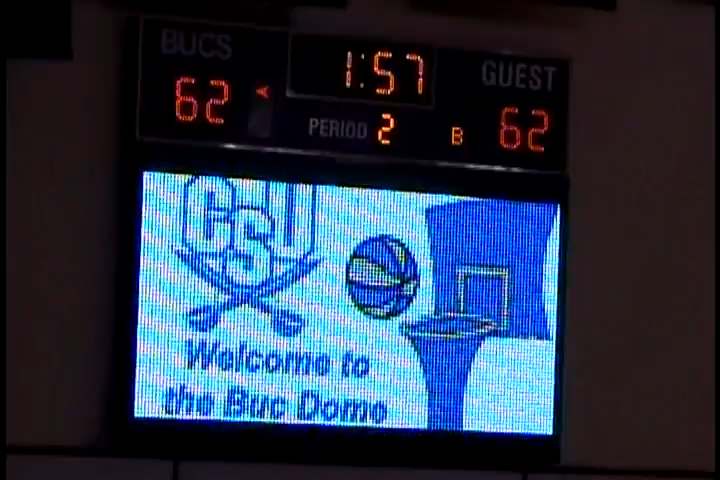 BUCS 1:57 GUEST
62 62
PERIOD 2 B
CSU
Welcome to
the Buc Dome